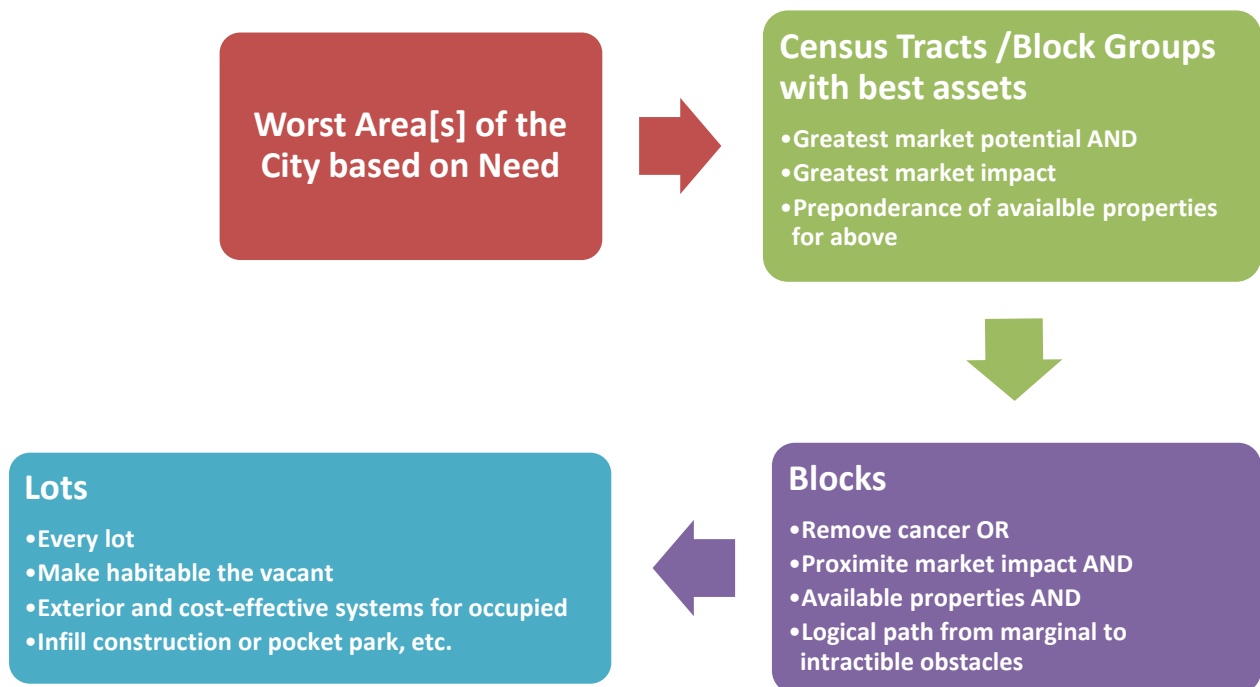 Worst Area[s] of the
City based on Need
Census Tracts /Block Groups
with best assets
•Greatest market potential AND
•Greatest market impact
•Preponderance of avaialble properties
for above
Blocks
•Remove cancer OR
•Proximite market impact AND
•Available properties AND
•Logical path from marginal to
intractible obstacles
Lots
•Every lot
•Make habitable the vacant
•Exterior and cost-effective systems for occupied
•Infill construction or pocket park, etc.